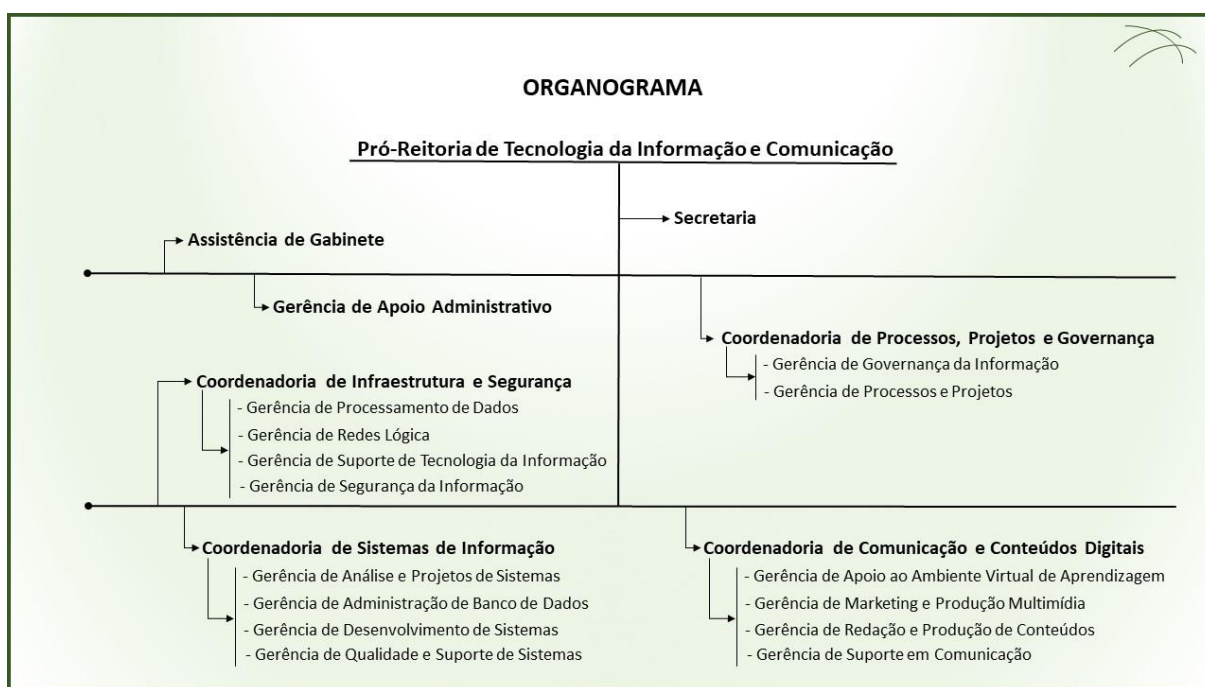 ORGANOGRAMA
Pró-Reitoria de Tecnologia da Informação e Comunicação
Secretaria
Assistência de Gabinete
Gerência de Apoio Administrativo
Coordenadoria de Processos, Projetos e Governança
- Gerência de Governança da Informação
- Gerência de Processos e Projetos
Coordenadoria de Infraestrutura e Segurança
- Gerência de Processamento de Dados
- Gerência de Redes Lógica
- Gerência de Suporte de Tecnologia da Informação
- Gerência de Segurança da Informação
Coordenadoria de Sistemas de Informação
- Gerência de Análise e Projetos de Sistemas
- Gerência de Administração de Banco de Dados
- Gerência de Desenvolvimento de Sistemas
- Gerência de Qualidade e Suporte de Sistemas
Coordenadoria de Comunicação e Conteúdos Digitais
- Gerência de Apoio ao Ambiente Virtual de Aprendizagem
- Gerência de Marketing e Produção Multimídia
- Gerência de Redação e Produção de Conteúdos
- Gerência de Suporte em Comunicação